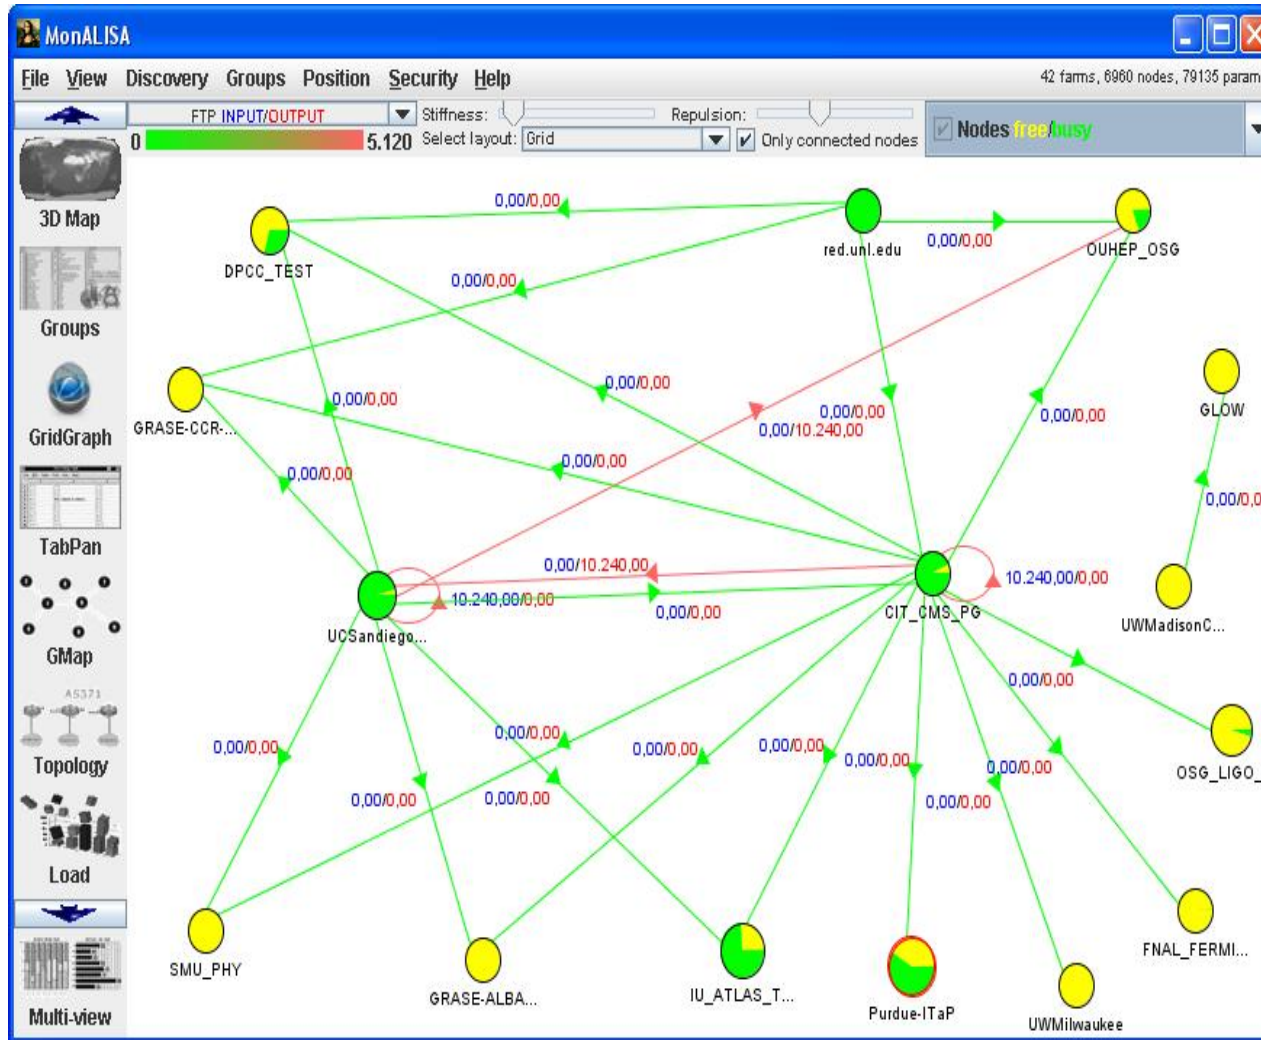 MonALISA
File View Discovery Groups Position Security Help
42 farms, 6960 nodes, 79135 param
FTP INPUT/OUTPUT
Stiffness:
Repulsion:
0
5.120
Select layout: Grid
Only connected nodes
Nodes free/busy
3D Map
Groups
GridGraph
TabPan
GMap
AS371
Topology
Load
Multi-view
0,00/0,00
DPCC_TEST
red.unl.edu
0,00/0,00
OUHEP_OSG
0,00/0,00
0,00/0,00
0,00/0,00
GRASE-CCR-...
0,00/0,00
0,00/10.240,00
0,00/0,00
GLOW
0,00/0,00
0,00/0,00
0,00/0,0
0,00/10.240,00
10.240,00/0,00
10.240,00/0,00
0,00/0,00
UCSandiego...
CIT_CMS_PG
UWMadisonC...
0,00/0,00
0,00/0,00
0,00/0,00
0,00/0,00
0,00/0,00
0,00/0,00
0,00/0,00
OSG_LIGO_
0,00/0,00
0,00/0,00
0,00/0,00
SMU_PHY
GRASE-ALBA...
IU_ATLAS_T...
Purdue-ITaP
UWMilwaukee
FNAL_FERMI...